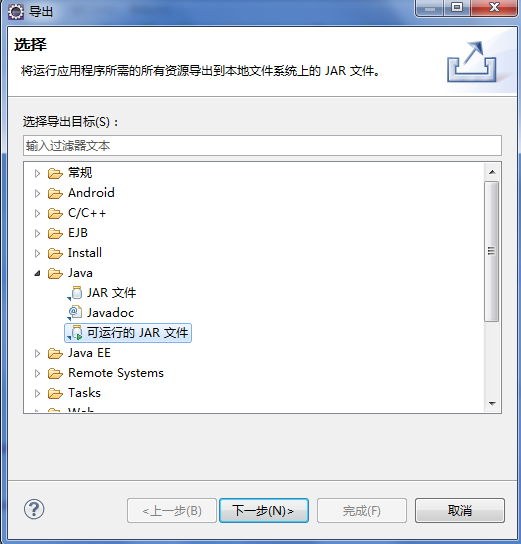 导出
选择
将运行应用程序所需的所有资源导出到本地文件系统上的 JAR 文件。
选择导出目标(S)：
输入过滤器文本
常规
Android
C/C++
EJB
Install
Java
JAR 文件
Javadoc
可运行的 JAR 文件
Java EE
Remote Systems
Tasks
Web
<上一步(B)
下一步(N)>
完成(F)
取消